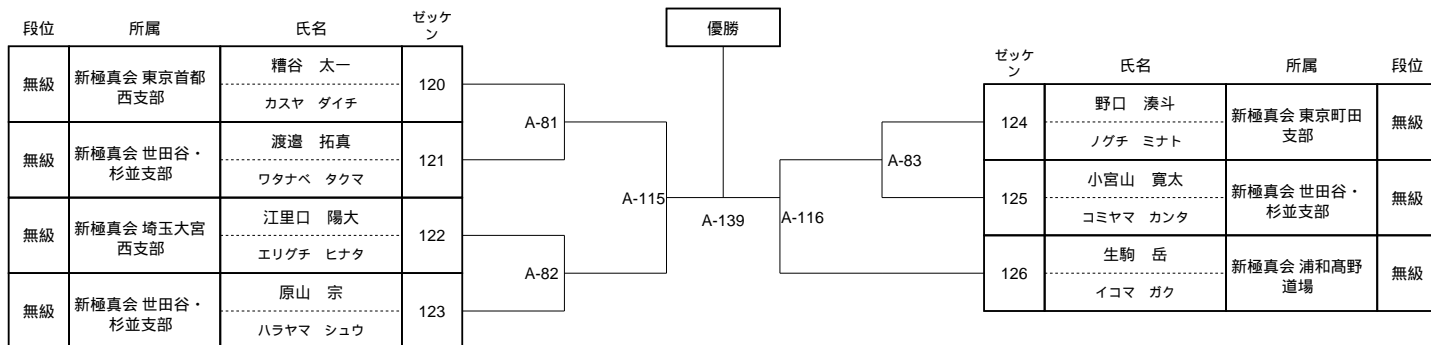 段位 所属 氏名 ゼッケ
ン
無級 新極真会 東京首都
西支部 糟谷 太一
カスヤ ダイチ 120
無級 新極真会 世田谷・
杉並支部 渡邉 拓真
ワタナベ タクマ 121
無級 新極真会 埼玉大宮
西支部 江里口 陽大
エリグチ ヒナタ 122
無級 新極真会 世田谷・
杉並支部 原山 宗
ハラヤマ シュウ 123
A-81
A-82
A-115
優勝
A-139
A-116
A-83
ゼッケ
ン 氏名 所属 段位
124 野口 湊斗
ノグチ ミナト 新極真会 東京町田
支部 無級
125 小宮山 寛太
コミヤマ カンタ 新極真会 世田谷・
杉並支部 無級
126 生駒 岳
イコマ ガク 新極真会 浦和髙野
道場 無級